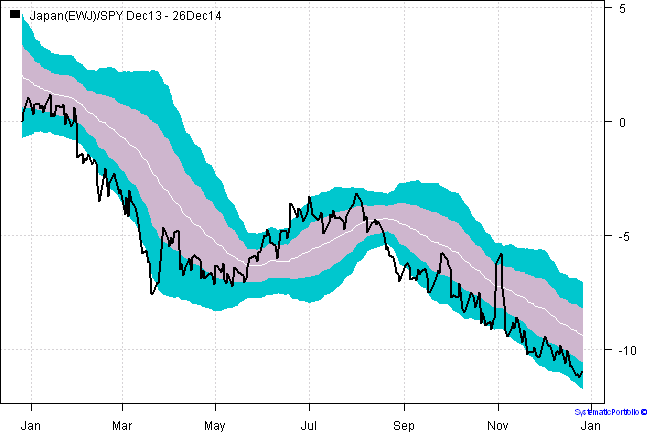 Japan(EWJ)/SPY Dec13 - 26Dec14
5
0
-5
-10
Jan Mar May Jul Sep Nov Jan
SystematicPortfolio ©